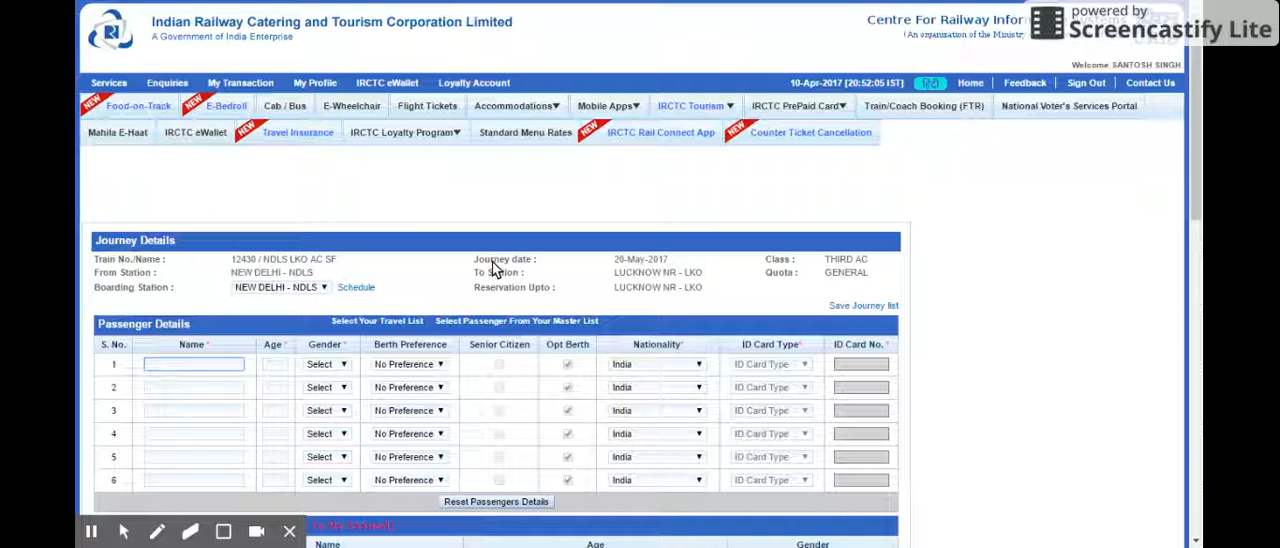 Indian Railway Catering and Tourism Corporation Limited
A Government of India Enterprise
Centre For Railway
(An organization of the
powered by
Screencastify Lite
Welcome SANTOSH SINGH
Services Enquiries My Transaction My Profile IRCTC eWallet Loyalty Account 10-Apr-2017 [20:52:05 IST] हिंदी Home Feedback Sign Out Contact Us
NEW Food-on-Track NEW E-Bedroll Cab / Bus E-Wheelchair Flight Tickets Accommodations▼ Mobile Apps▼ IRCTC Tourism ▼ IRCTC PrePaid Card▼ Train/Coach Booking (FTR) National Voter's Services Portal
Mahila E-Haat IRCTC eWallet NEW Travel Insurance IRCTC Loyalty Program▼ Standard Menu Rates NEW IRCTC Rail Connect App NEW Counter Ticket Cancellation
Journey Details
Train No./Name : 12430 / NDLS LKO AC SF Journey date : 20-May-2017 Class : THIRD AC
From Station : NEW DELHI - NDLS To Station : LUCKNOW NR - LKO Quota : GENERAL
Boarding Station : NEW DELHI - NDLS ▼ Schedule Reservation Upto : LUCKNOW NR - LKO
Save Journey list
Passenger Details Select Your Travel List Select Passenger From Your Master List
S. No. Name * Age * Gender * Berth Preference Senior Citizen Opt Berth Nationality* ID Card Type* ID Card No. *
1 Select ▼ No Preference ▼ India ▼ ID Card Type ▼
2 Select ▼ No Preference ▼ India ▼ ID Card Type ▼
3 Select ▼ No Preference ▼ India ▼ ID Card Type ▼
4 Select ▼ No Preference ▼ India ▼ ID Card Type ▼
5 Select ▼ No Preference ▼ India ▼ ID Card Type ▼
6 Select ▼ No Preference ▼ India ▼ ID Card Type ▼
Reset Passengers Details
Name Age Gender